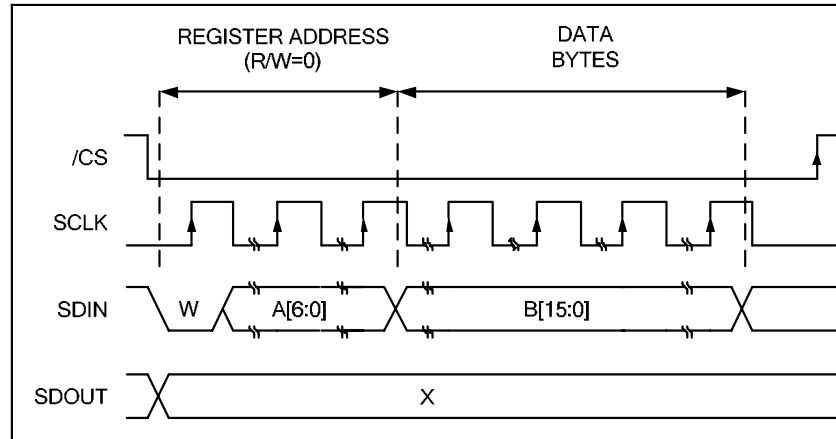 REGISTER ADDRESS
(R/W=0)
DATA
BYTES
/CS
SCLK
SDIN
W
A[6:0]
B[15:0]
SDOUT
X